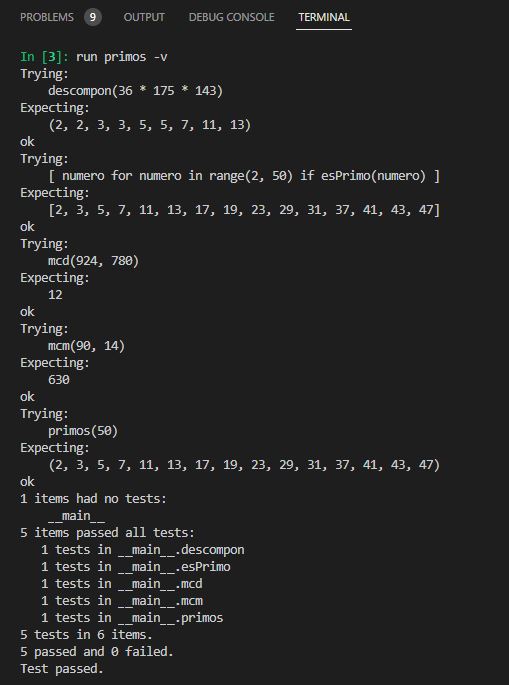 PROBLEMS 9 OUTPUT DEBUG CONSOLE TERMINAL
In [3]: run primos -v
Trying:
    descompon(36 * 175 * 143)
Expecting:
    (2, 2, 3, 3, 5, 5, 7, 11, 13)
ok
Trying:
    [ numero for numero in range(2, 50) if esPrimo(numero) ]
Expecting:
    [2, 3, 5, 7, 11, 13, 17, 19, 23, 29, 31, 37, 41, 43, 47]
ok
Trying:
    mcd(924, 780)
Expecting:
    12
ok
Trying:
    mcm(90, 14)
Expecting:
    630
ok
Trying:
    primos(50)
Expecting:
    (2, 3, 5, 7, 11, 13, 17, 19, 23, 29, 31, 37, 41, 43, 47)
ok
1 items had no tests:
    __main__
5 items passed all tests:
   1 tests in __main__.descompon
   1 tests in __main__.esPrimo
   1 tests in __main__.mcd
   1 tests in __main__.mcm
   1 tests in __main__.primos
5 tests in 6 items.
5 passed and 0 failed.
Test passed.